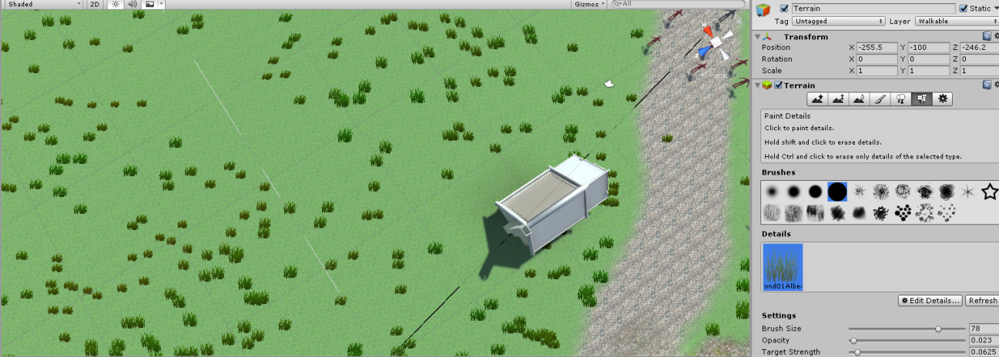 Shaded 2D Gizmos All
Terrain Static
Tag Untagged Layer Walkable
Transform
Position X -255.5 Y -100 Z -246.2
Rotation X 0 Y 0 Z 0
Scale X 1 Y 1 Z 1
Terrain
Paint Details
Click to paint details.
Hold shift and click to erase details.
Hold Ctrl and click to erase only details of the selected type.
Brushes
Details
ond01Albe
Edit Details... Refresh
Settings
Brush Size 78
Opacity 0.023
Target Strength 0.0625